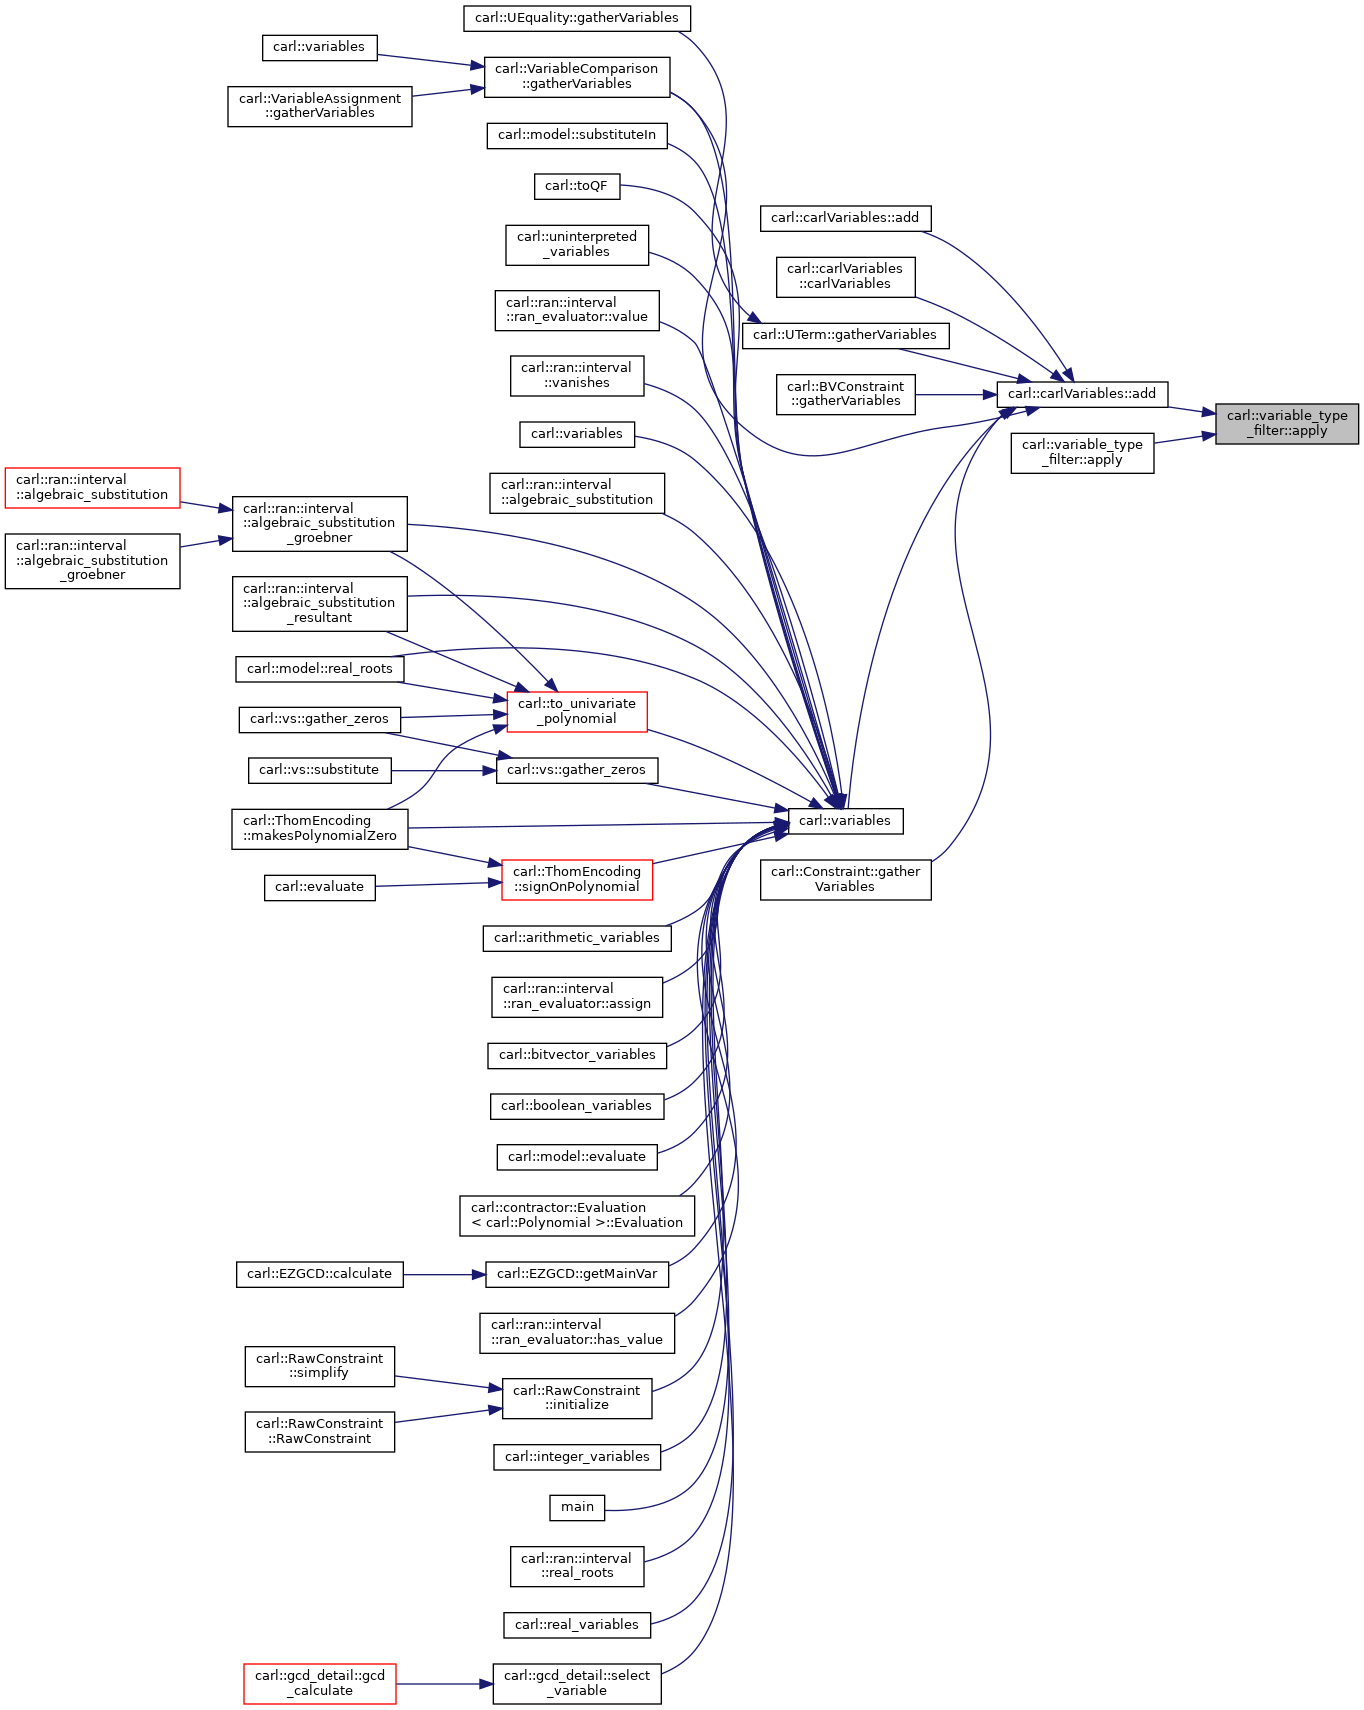 carl::UEquality::gatherVariables
carl::variables
carl::VariableComparison
::gatherVariables
carl::VariableAssignment
::gatherVariables
carl::model::substituteIn
carl::toQF
carl::uninterpreted
_variables
carl::ran::interval
::ran_evaluator::value
carl::ran::interval
::vanishes
carl::variables
carl::ran::interval
::algebraic_substitution
carl::carlVariables::add
carl::carlVariables
::carlVariables
carl::UTerm::gatherVariables
carl::BVConstraint
::gatherVariables
carl::carlVariables::add
carl::variable_type
_filter::apply
carl::variable_type
_filter::apply
carl::ran::interval
::algebraic_substitution
carl::ran::interval
::algebraic_substitution
_groebner
carl::ran::interval
::algebraic_substitution
_groebner
carl::ran::interval
::algebraic_substitution
_resultant
carl::model::real_roots
carl::to_univariate
_polynomial
carl::vs::gather_zeros
carl::vs::substitute
carl::vs::gather_zeros
carl::ThomEncoding
::makesPolynomialZero
carl::variables
carl::ThomEncoding
::signOnPolynomial
carl::evaluate
carl::Constraint::gather
Variables
carl::arithmetic_variables
carl::ran::interval
::ran_evaluator::assign
carl::bitvector_variables
carl::boolean_variables
carl::model::evaluate
carl::contractor::Evaluation
< carl::Polynomial >::Evaluation
carl::EZGCD::calculate
carl::EZGCD::getMainVar
carl::ran::interval
::ran_evaluator::has_value
carl::RawConstraint
::simplify
carl::RawConstraint
::initialize
carl::RawConstraint
::RawConstraint
carl::integer_variables
main
carl::ran::interval
::real_roots
carl::real_variables
carl::gcd_detail::gcd
_calculate
carl::gcd_detail::select
_variable